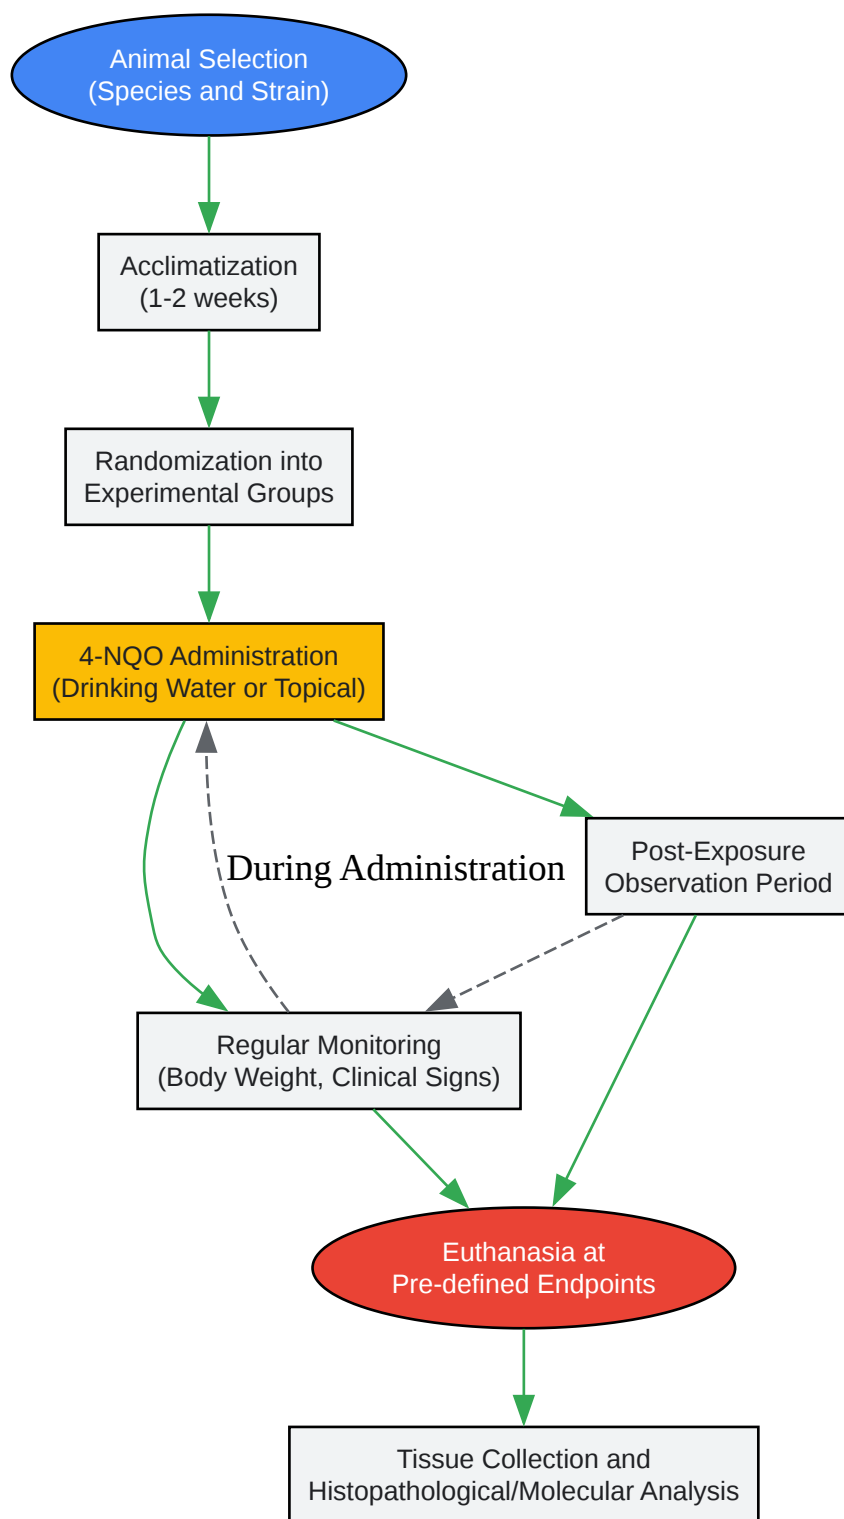 Animal Selection
(Species and Strain)
Acclimatization
(1-2 weeks)
Randomization into
Experimental Groups
4-NQO Administration
(Drinking Water or Topical)
During Administration
Post-Exposure
Observation Period
Regular Monitoring
(Body Weight, Clinical Signs)
Euthanasia at
Pre-defined Endpoints
Tissue Collection and
Histopathological/Molecular Analysis